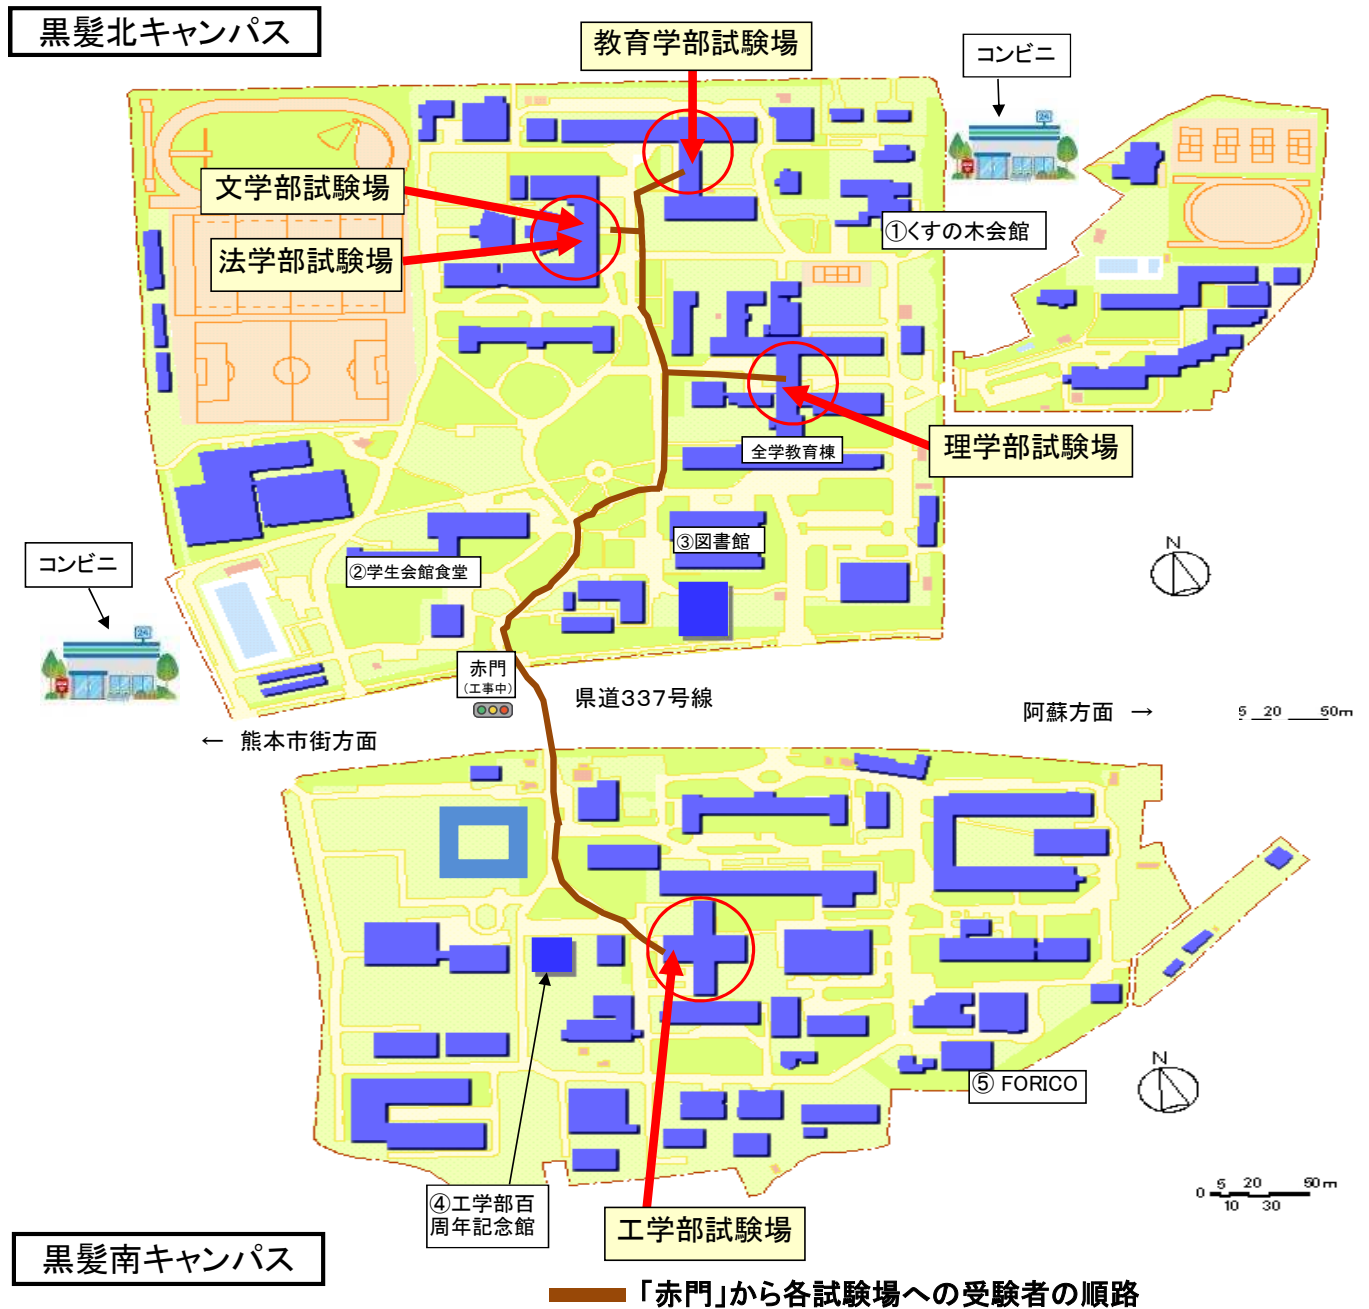 黒髪北キャンパス
教育学部試験場
コンビニ
24
文学部試験場
法学部試験場
①くすの木会館
理学部試験場
全学教育棟
③図書館
②学生会館食堂
N
コンビニ
24
赤門
(工事中)
県道337号線
阿蘇方面 →
5 20 50m
← 熊本市街方面
N
⑤ FORICO
④工学部百
周年記念館
工学部試験場
0 5 20 50m
10 30
黒髪南キャンパス
「赤門」から各試験場への受験者の順路